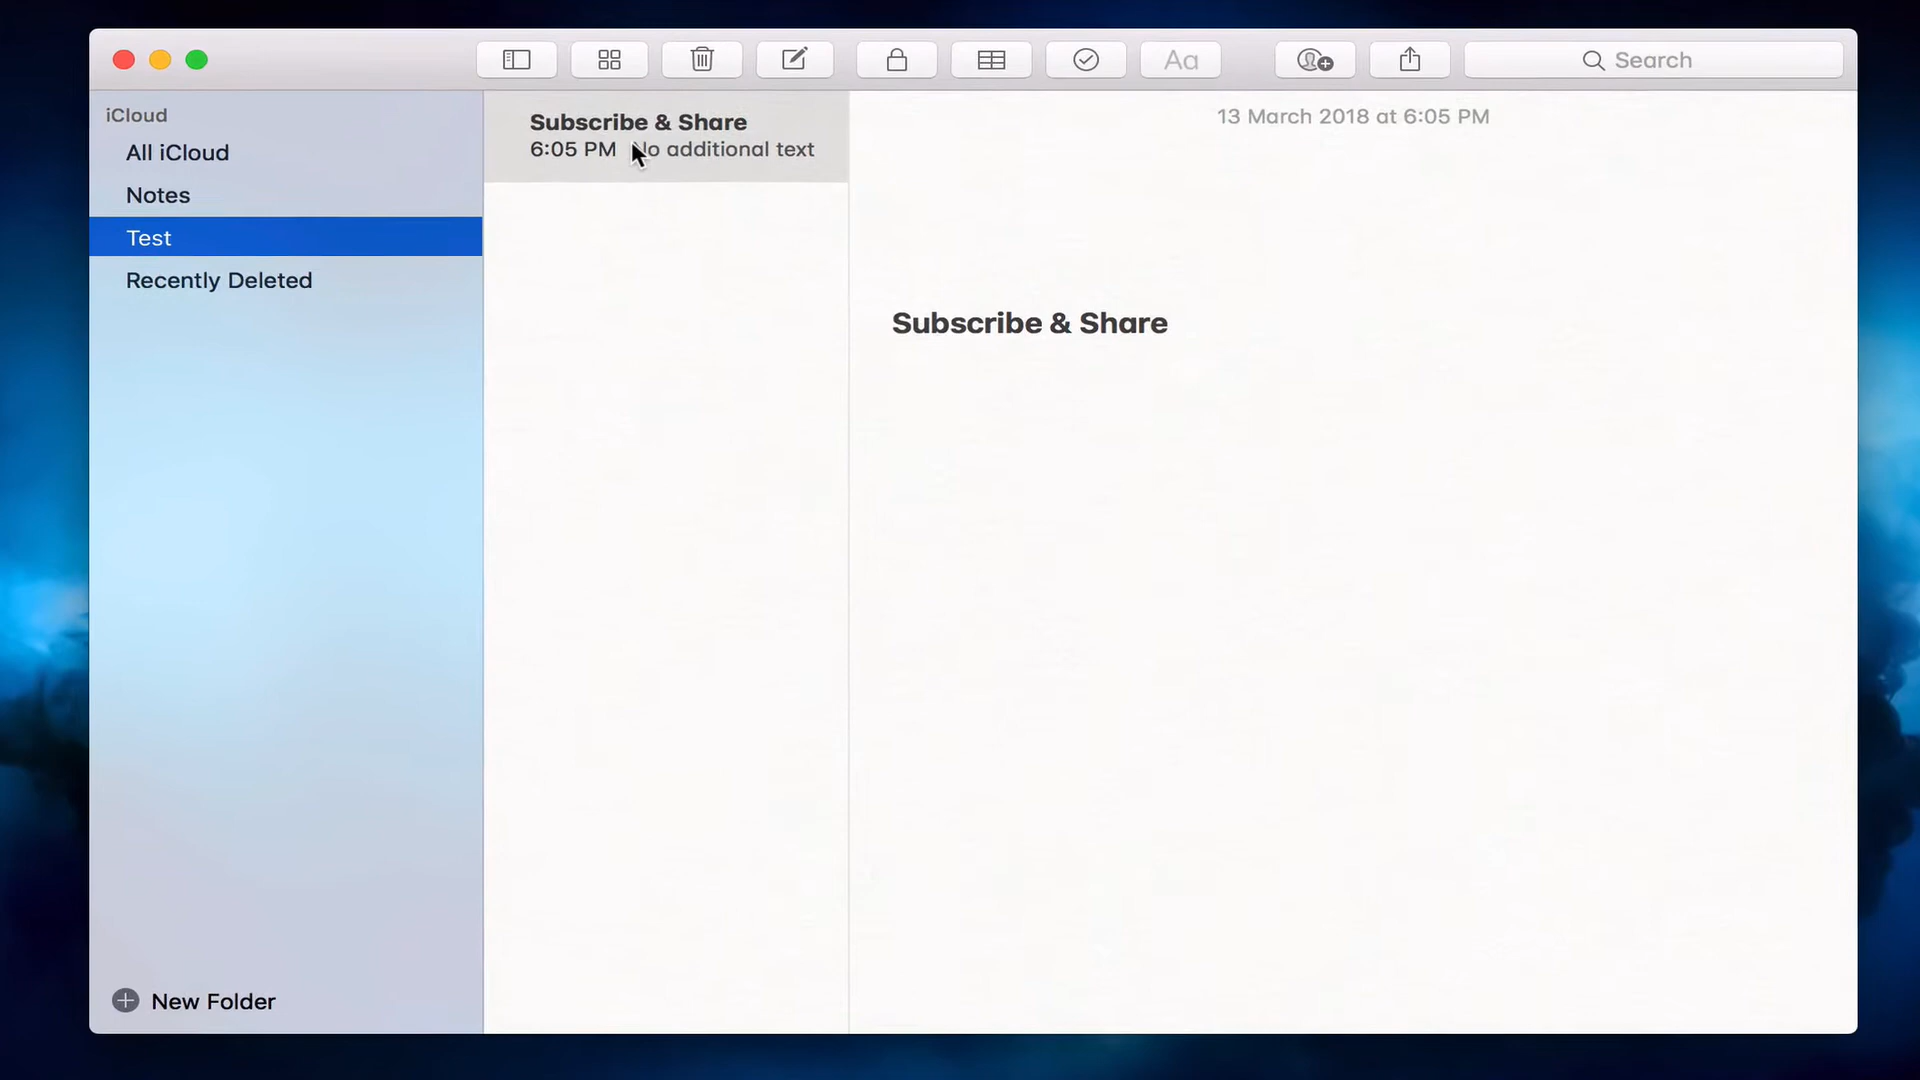 Aa
Search
iCloud
All iCloud
Notes
Test
Recently Deleted
New Folder
Subscribe & Share
6:05 PM No additional text
13 March 2018 at 6:05 PM
Subscribe & Share